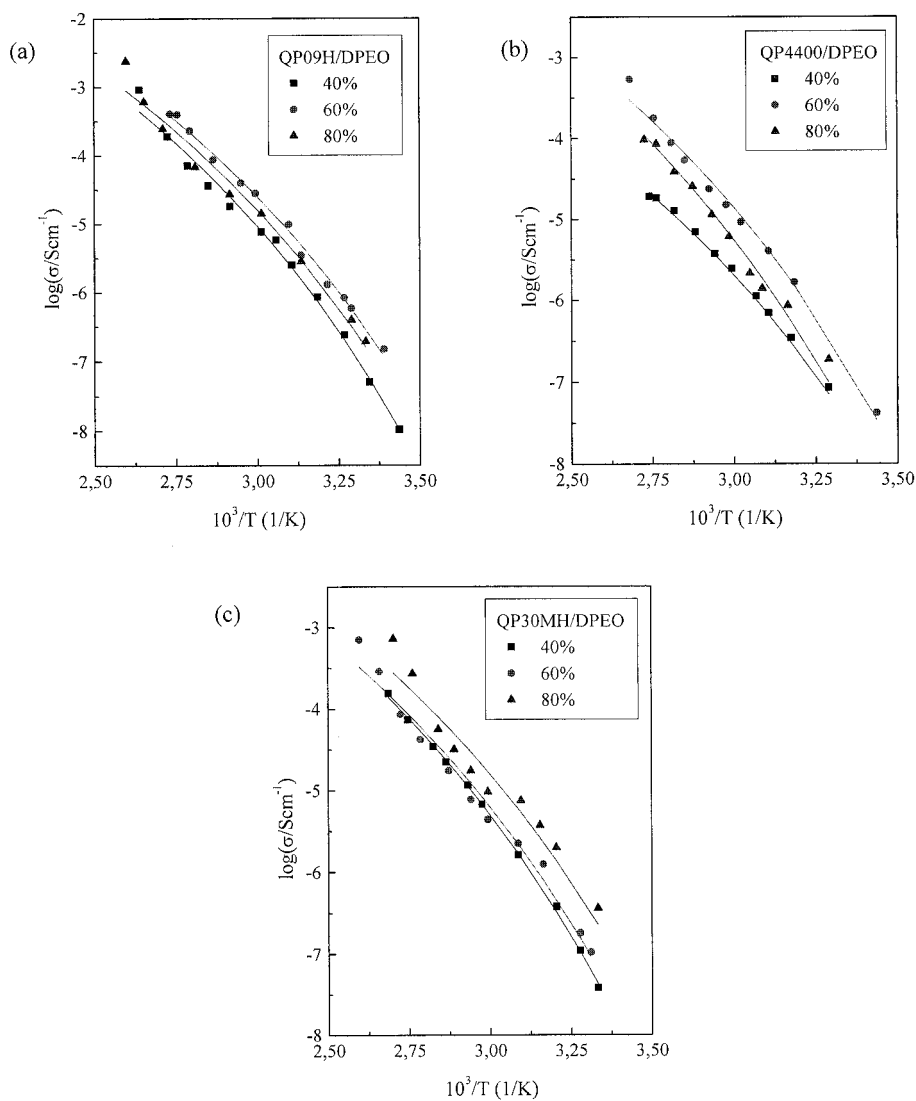 (a)
QP09H/DPEO
40%
60%
80%
-2
-3
-4
-5
-6
-7
-8
log(σ/Scm⁻¹)
2,50 2,75 3,00 3,25 3,50
10³/T (1/K)
(b)
QP4400/DPEO
40%
60%
80%
-3
-4
-5
-6
-7
-8
log(σ/Scm⁻¹)
2,50 2,75 3,00 3,25 3,50
10³/T (1/K)
(c)
QP30MH/DPEO
40%
60%
80%
-3
-4
-5
-6
-7
-8
log(σ/Scm⁻¹)
2,50 2,75 3,00 3,25 3,50
10³/T (1/K)